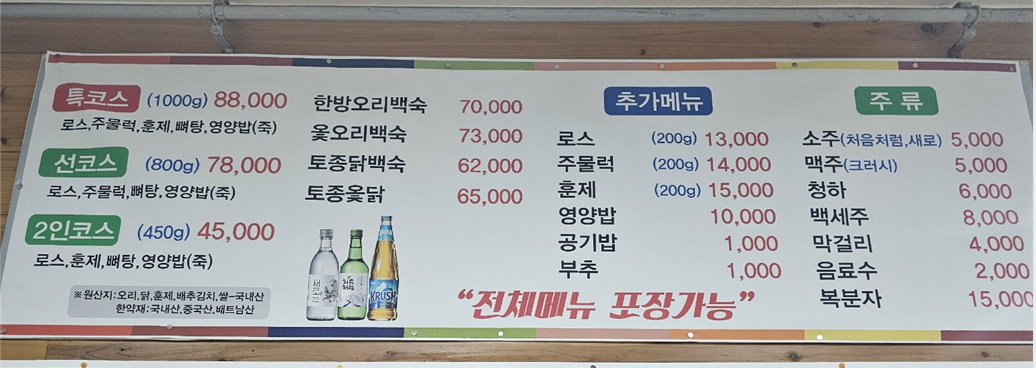 특코스 (1000g) 88,000
로스,주물럭,훈제,뼈탕,영양밥(죽)
선코스 (800g) 78,000
로스,주물럭,뼈탕,영양밥(죽)
2인코스 (450g) 45,000
로스,훈제,뼈탕,영양밥(죽)
※원산지:오리,닭,훈제,배추김치,쌀-국내산
한약재:국내산,중국산,배트남산
한방오리백숙 70,000
옻오리백숙 73,000
토종닭백숙 62,000
토종옻닭 65,000
새로
처음처럼
KRUSH
추가메뉴
로스 (200g) 13,000
주물럭 (200g) 14,000
훈제 (200g) 15,000
영양밥 10,000
공기밥 1,000
부추 1,000
"전체메뉴 포장가능"
주 류
소주(처음처럼,새로) 5,000
맥주(크러시) 5,000
청하 6,000
백세주 8,000
막걸리 4,000
음료수 2,000
복분자 15,000